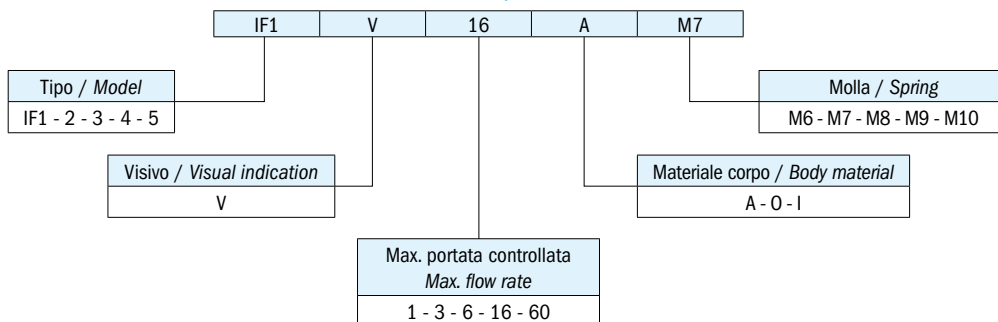 IF1 V 16 A M7
Tipo / Model
IF1 - 2 - 3 - 4 - 5
Molla / Spring
M6 - M7 - M8 - M9 - M10
Visivo / Visual indication
V
Materiale corpo / Body material
A - O - I
Max. portata controllata
Max. flow rate
1 - 3 - 6 - 16 - 60